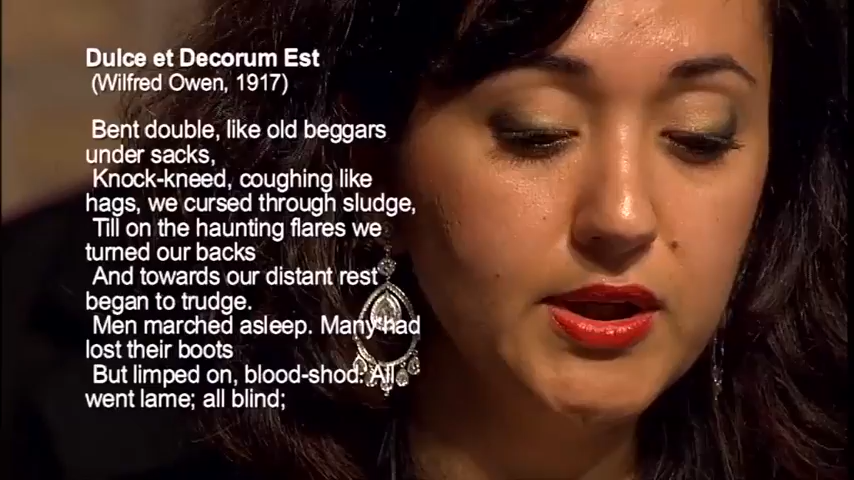 Dulce et Decorum Est
(Wilfred Owen, 1917)
Bent double, like old beggars
under sacks,
Knock-kneed, coughing like
hags, we cursed through sludge,
Till on the haunting flares we
turned our backs
And towards our distant rest
began to trudge.
Men marched asleep. Many had
lost their boots
But limped on, blood-shod. All
went lame; all blind;